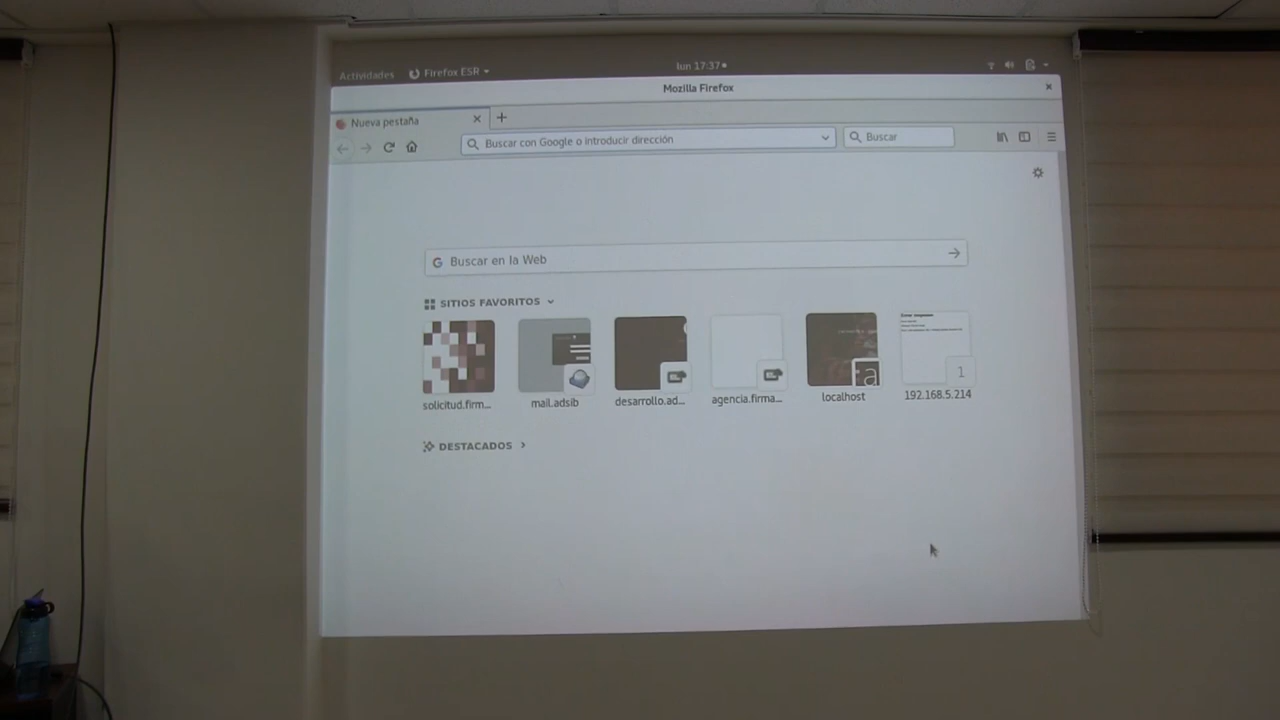 Actividades Firefox ESR lun 17:37
Mozilla Firefox
Nueva pestaña
Buscar con Google o introducir dirección Buscar
Buscar en la Web
SITIOS FAVORITOS
solicitud.firm... mail.adsib desarrollo.ad... agencia.firma... localhost 192.168.5.214
DESTACADOS